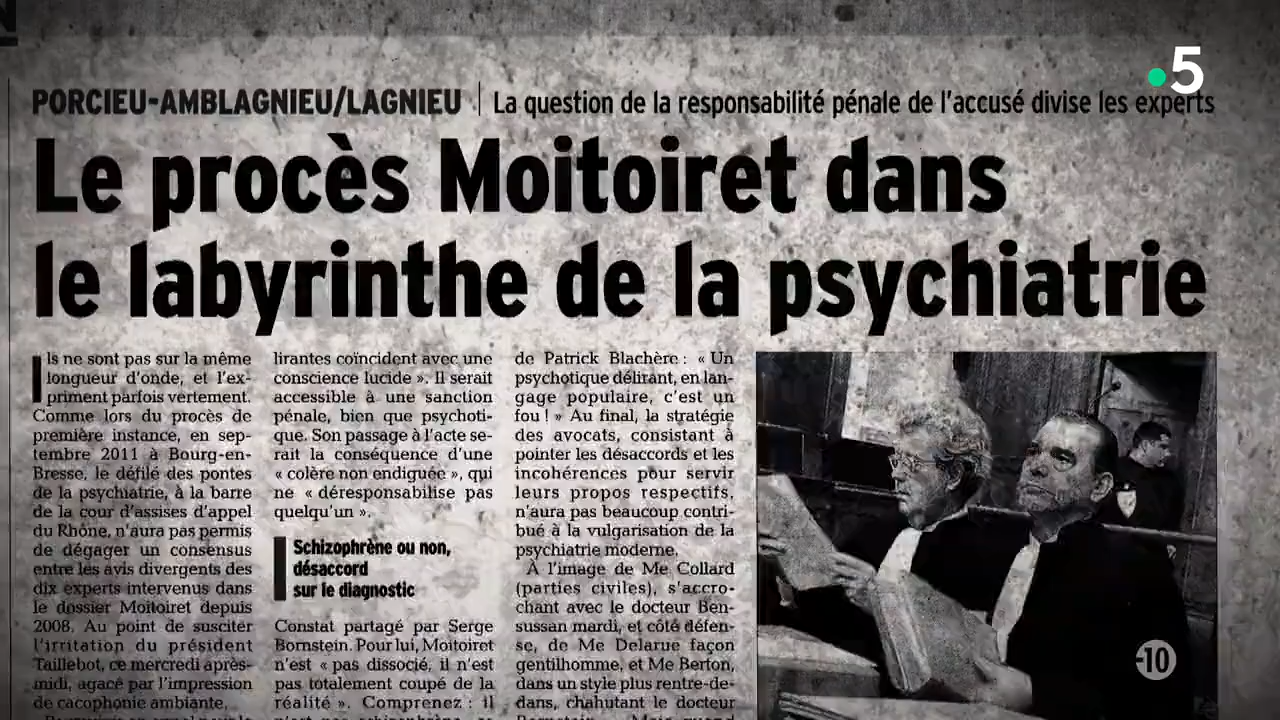 5
PORCIEU-AMBLAGNIEU/LAGNIEU | La question de la responsabilité pénale de l'accusé divise les experts
Le procès Moitoiret dans
le labyrinthe de la psychiatrie
Ils ne sont pas sur la même
longueur d'onde, et l'ex-
priment parfois vertement.
Comme lors du procès de
première instance, en sep-
tembre 2011 à Bourg-en-
Bresse, le défilé des pontes
de la psychiatrie, à la barre
de la cour d'assises d'appel
du Rhône, n'aura pas permis
de dégager un consensus
entre les avis divergents des
dix experts intervenus dans
le dossier Moitoiret depuis
2008. Au point de susciter
l'irritation du président
Taillebot, ce mercredi après-
midi, agacé par l'impression
de cacophonie ambiante.
lirantes coïncident avec une
conscience lucide ». Il serait
accessible à une sanction
pénale, bien que psychoti-
que. Son passage à l'acte se-
rait la conséquence d'une
« colère non endiguée », qui
ne « déresponsabilise pas
quelqu'un ».
Schizophrène ou non,
désaccord
sur le diagnostic
Constat partagé par Serge
Bornstein. Pour lui, Moitoiret
n'est « pas dissocié, il n'est
pas totalement coupé de la
réalité ». Comprenez : il
de Patrick Blachère : « Un
psychotique délirant, en lan-
gage populaire, c'est un
fou ! » Au final, la stratégie
des avocats, consistant à
pointer les désaccords et les
incohérences pour servir
leurs propos respectifs,
n'aura pas beaucoup contri-
bué à la vulgarisation de la
psychiatrie moderne.
À l'image de Me Collard
(parties civiles), s'accro-
chant avec le docteur Ben-
sussan mardi, et côté défen-
se, de Me Delarue façon
gentilhomme, et Me Berton,
dans un style plus rentre-de-
dans, chahutant le docteur
-10